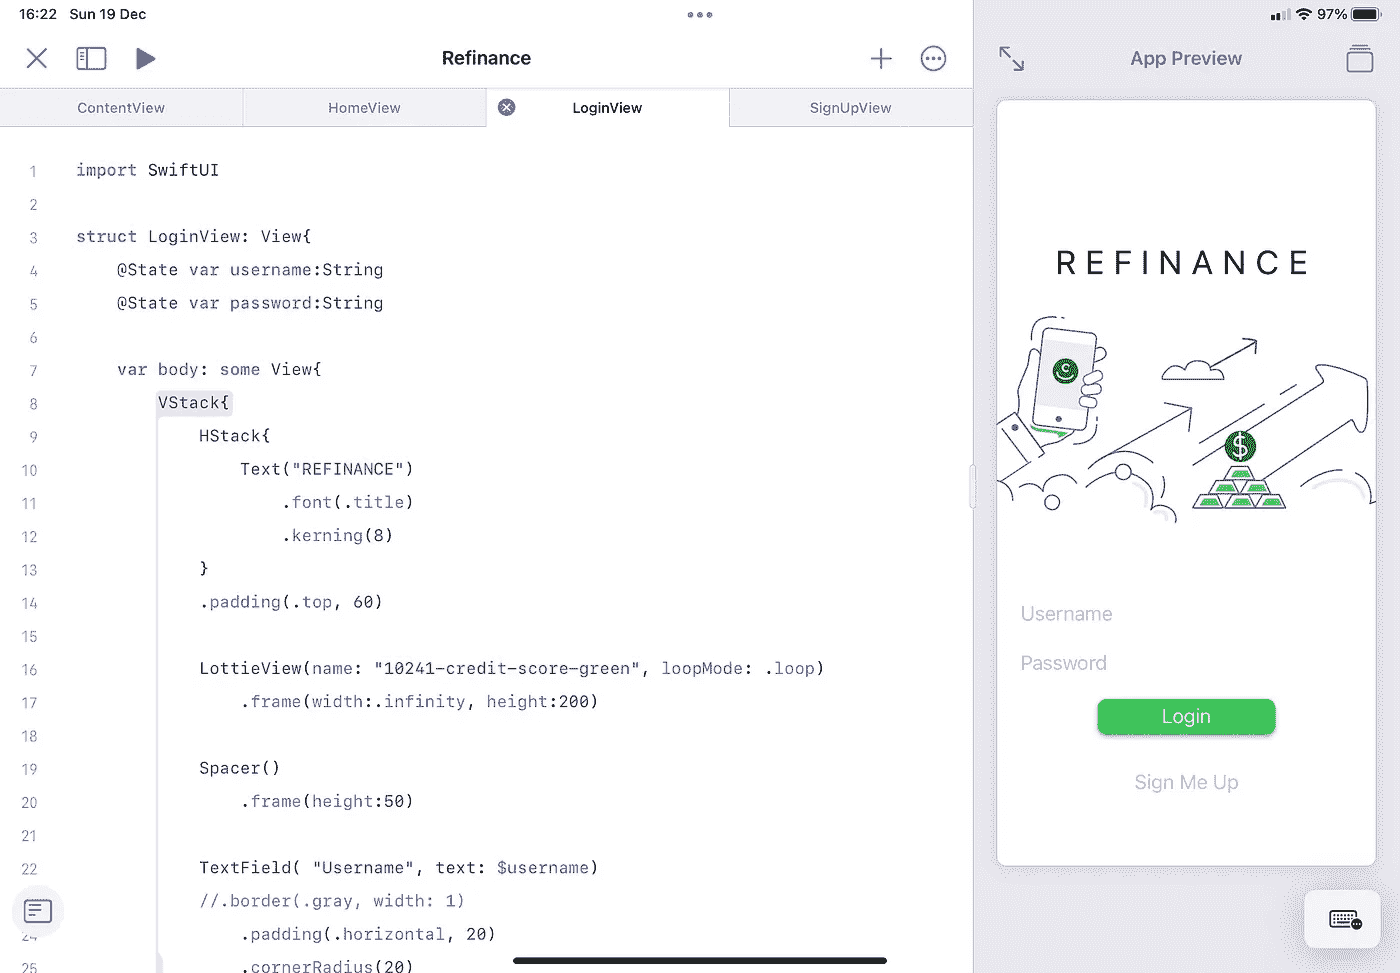 16:22 Sun 19 Dec
97%
Refinance
App Preview
ContentView HomeView LoginView SignUpView
1 import SwiftUI
2
3 struct LoginView: View{
4 @State var username:String
5 @State var password:String
6
7 var body: some View{
8 VStack{
9 HStack{
10 Text("REFINANCE")
11 .font(.title)
12 .kerning(8)
13 }
14 .padding(.top, 60)
15
16 LottieView(name: "10241-credit-score-green", loopMode: .loop)
17 .frame(width:.infinity, height:200)
18
19 Spacer()
20 .frame(height:50)
21
22 TextField( "Username", text: $username)
//.border(.gray, width: 1)
24 .padding(.horizontal, 20)
25 .cornerRadius(20)
REFINANCE
$
Username
Password
Login
Sign Me Up